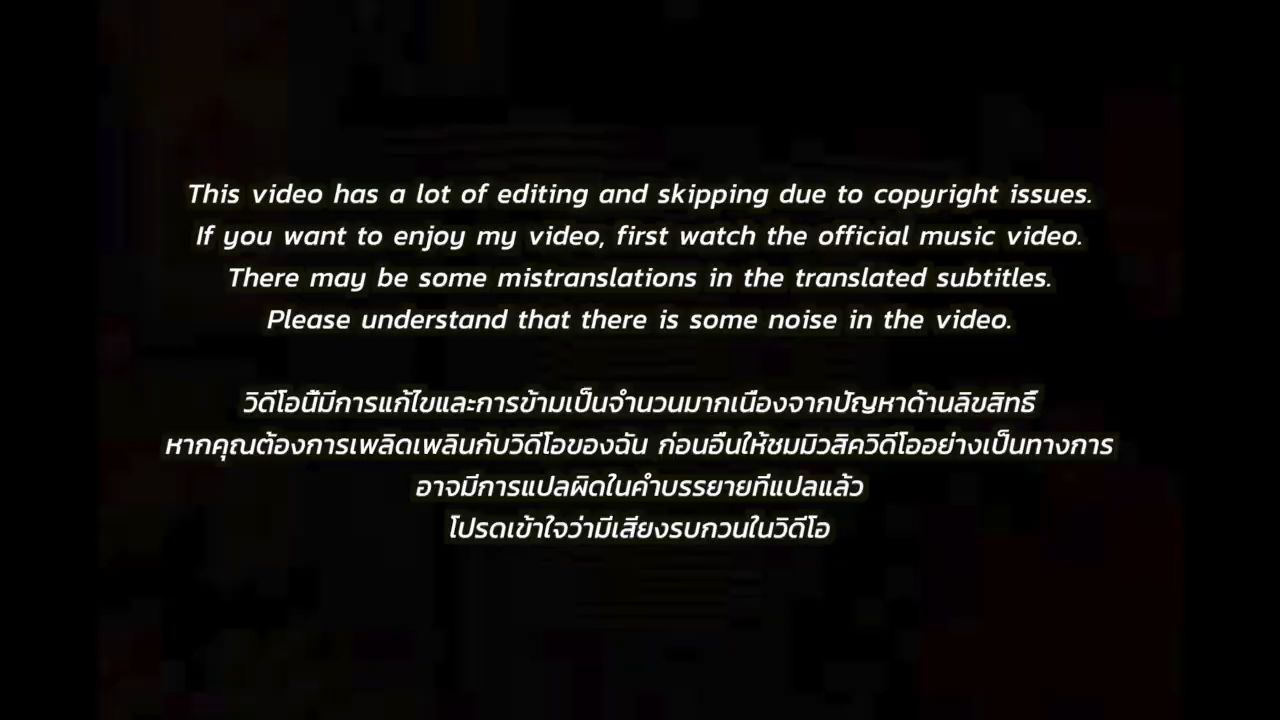 This video has a lot of editing and skipping due to copyright issues.
If you want to enjoy my video, first watch the official music video.
There may be some mistranslations in the translated subtitles.
Please understand that there is some noise in the video.
วิดีโอนี้มีการแก้ไขและการข้ามเป็นจำนวนมากเนื่องจากปัญหาด้านลิขสิทธิ์
หากคุณต้องการเพลิดเพลินกับวิดีโอของฉัน ก่อนอื่นให้ชมมิวสิควิดีโออย่างเป็นทางการ
อาจมีการแปลผิดในคำบรรยายที่แปลแล้ว
โปรดเข้าใจว่ามีเสียงรบกวนในวิดีโอ